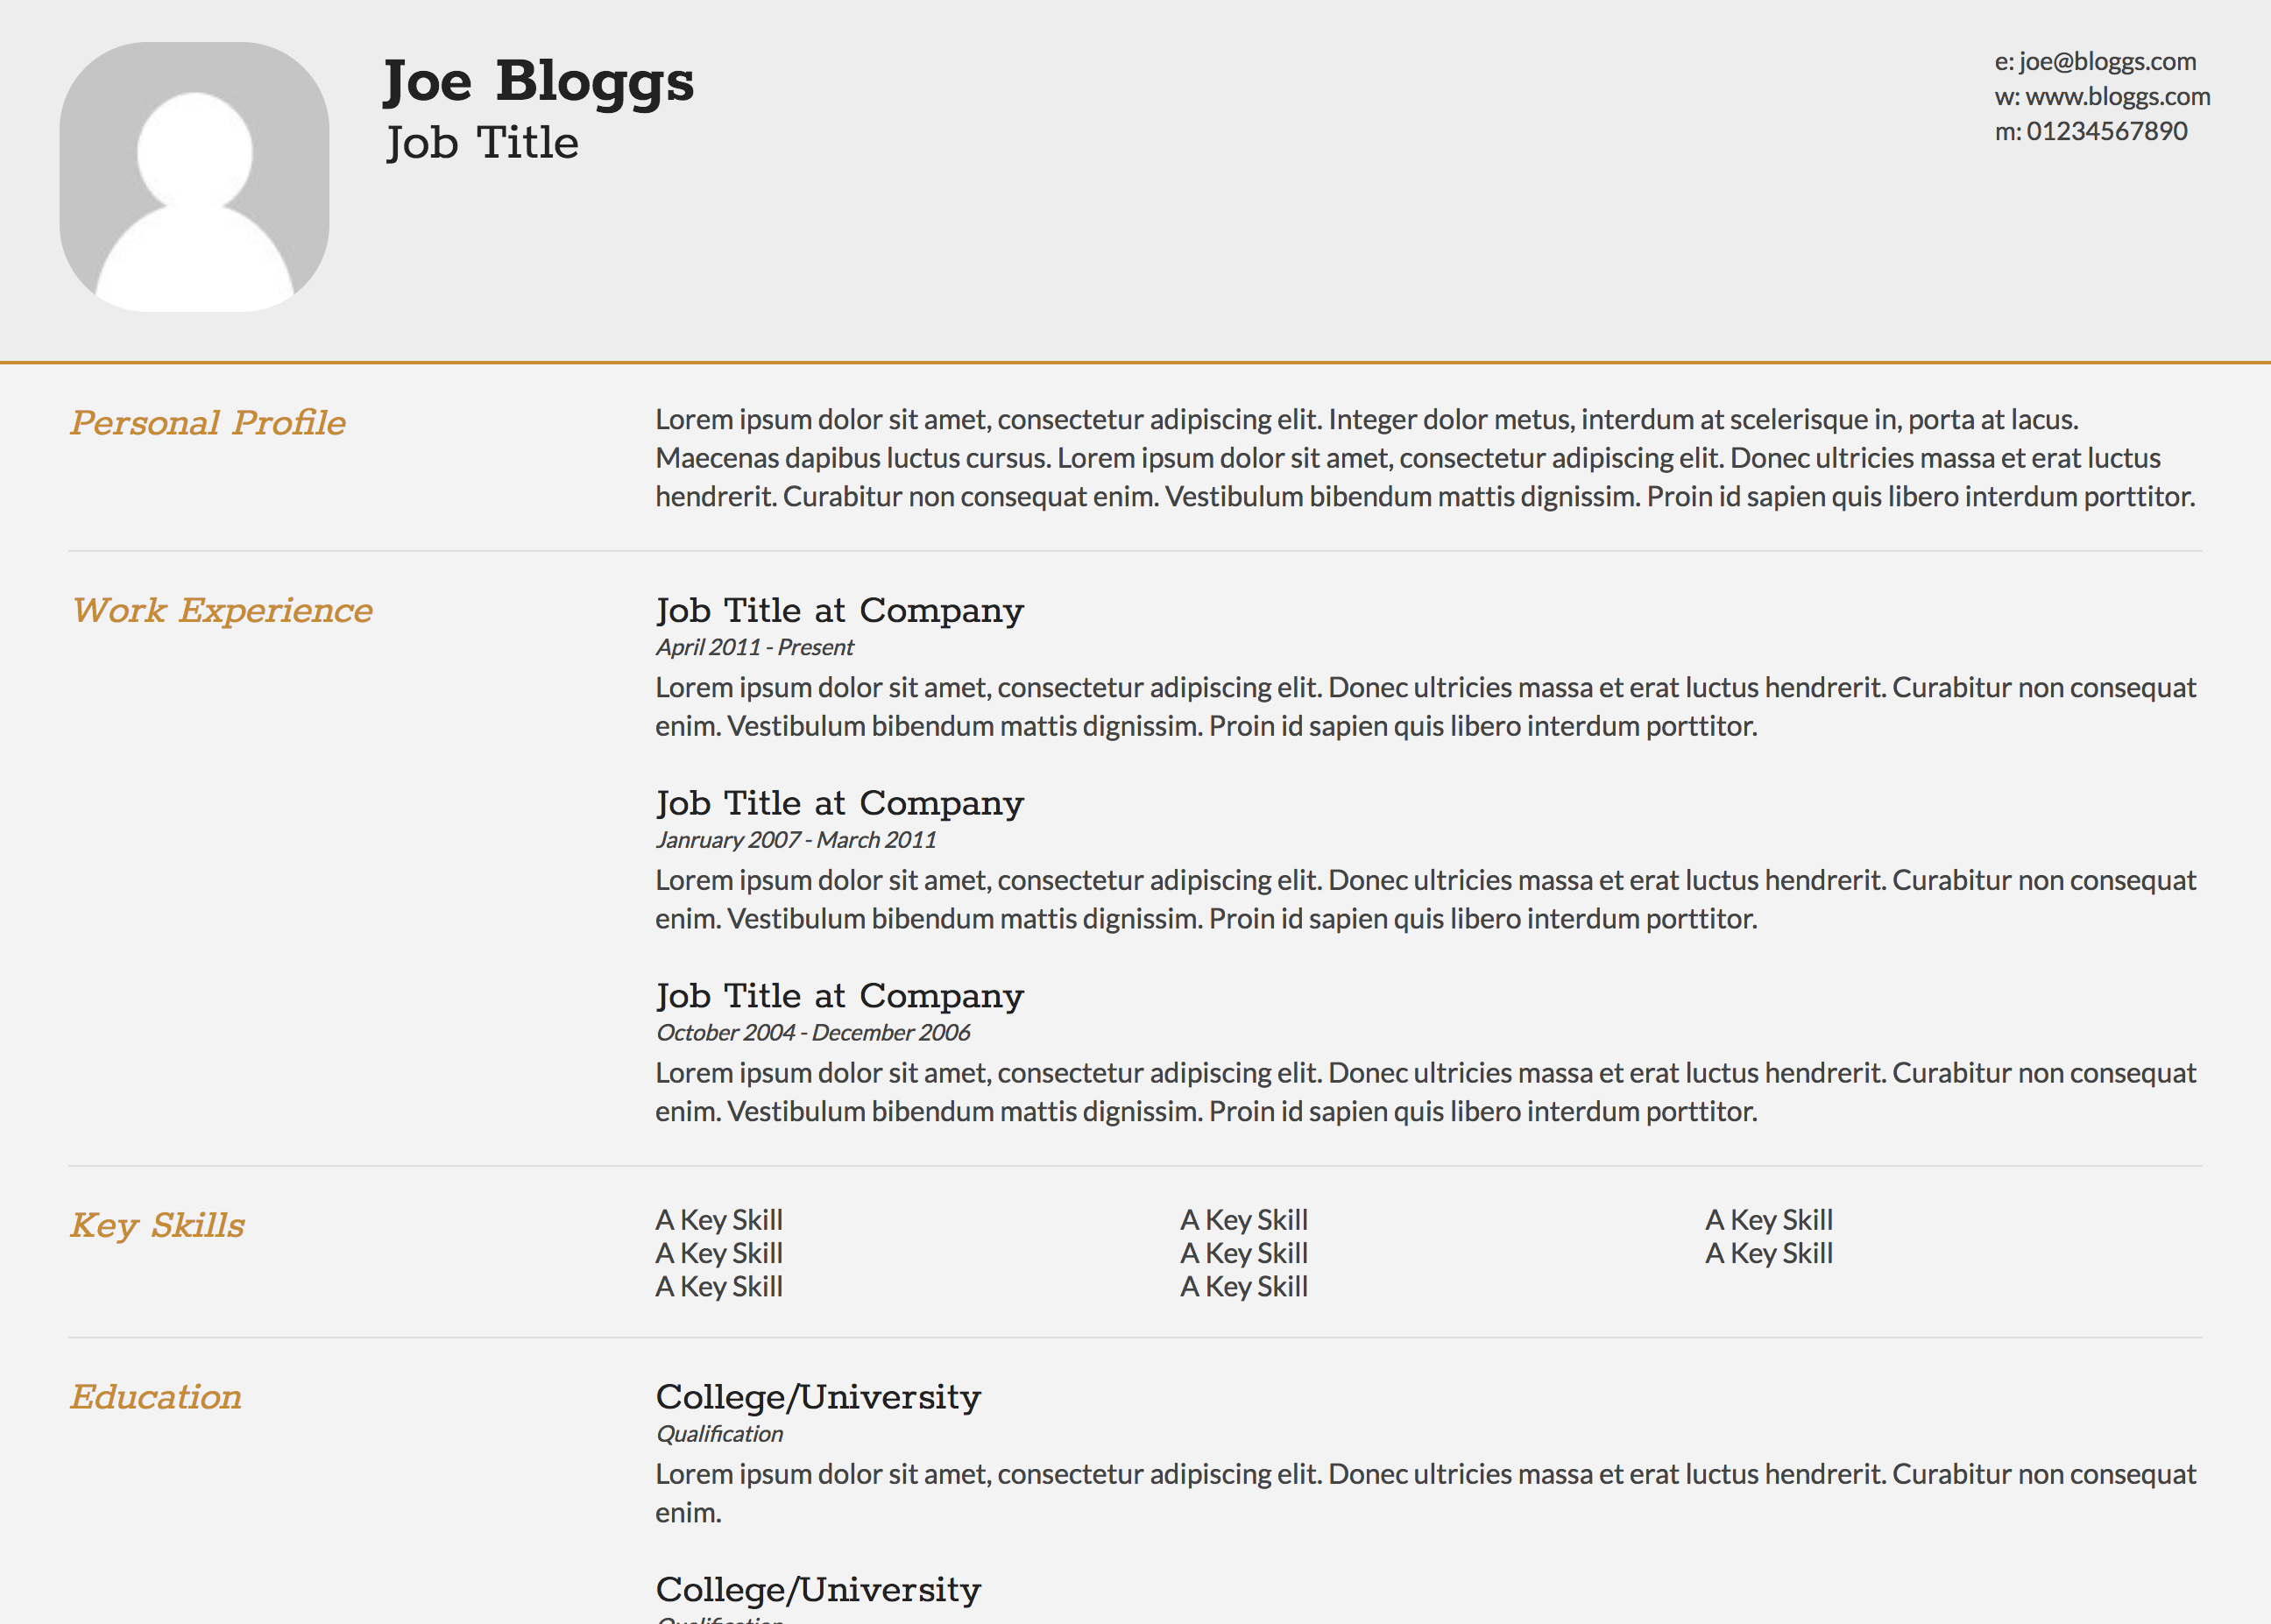 Joe Bloggs
Job Title
e: joe@bloggs.com
w: www.bloggs.com
m: 01234567890
Personal Profile
Lorem ipsum dolor sit amet, consectetur adipiscing elit. Integer dolor metus, interdum at scelerisque in, porta at lacus.
Maecenas dapibus luctus cursus. Lorem ipsum dolor sit amet, consectetur adipiscing elit. Donec ultricies massa et erat luctus
hendrerit. Curabitur non consequat enim. Vestibulum bibendum mattis dignissim. Proin id sapien quis libero interdum porttitor.
Work Experience
Job Title at Company
April 2011 - Present
Lorem ipsum dolor sit amet, consectetur adipiscing elit. Donec ultricies massa et erat luctus hendrerit. Curabitur non consequat
enim. Vestibulum bibendum mattis dignissim. Proin id sapien quis libero interdum porttitor.
Job Title at Company
Janruary 2007 - March 2011
Lorem ipsum dolor sit amet, consectetur adipiscing elit. Donec ultricies massa et erat luctus hendrerit. Curabitur non consequat
enim. Vestibulum bibendum mattis dignissim. Proin id sapien quis libero interdum porttitor.
Job Title at Company
October 2004 - December 2006
Lorem ipsum dolor sit amet, consectetur adipiscing elit. Donec ultricies massa et erat luctus hendrerit. Curabitur non consequat
enim. Vestibulum bibendum mattis dignissim. Proin id sapien quis libero interdum porttitor.
Key Skills
A Key Skill
A Key Skill
A Key Skill
A Key Skill
A Key Skill
A Key Skill
A Key Skill
A Key Skill
Education
College/University
Qualification
Lorem ipsum dolor sit amet, consectetur adipiscing elit. Donec ultricies massa et erat luctus hendrerit. Curabitur non consequat
enim.
College/University